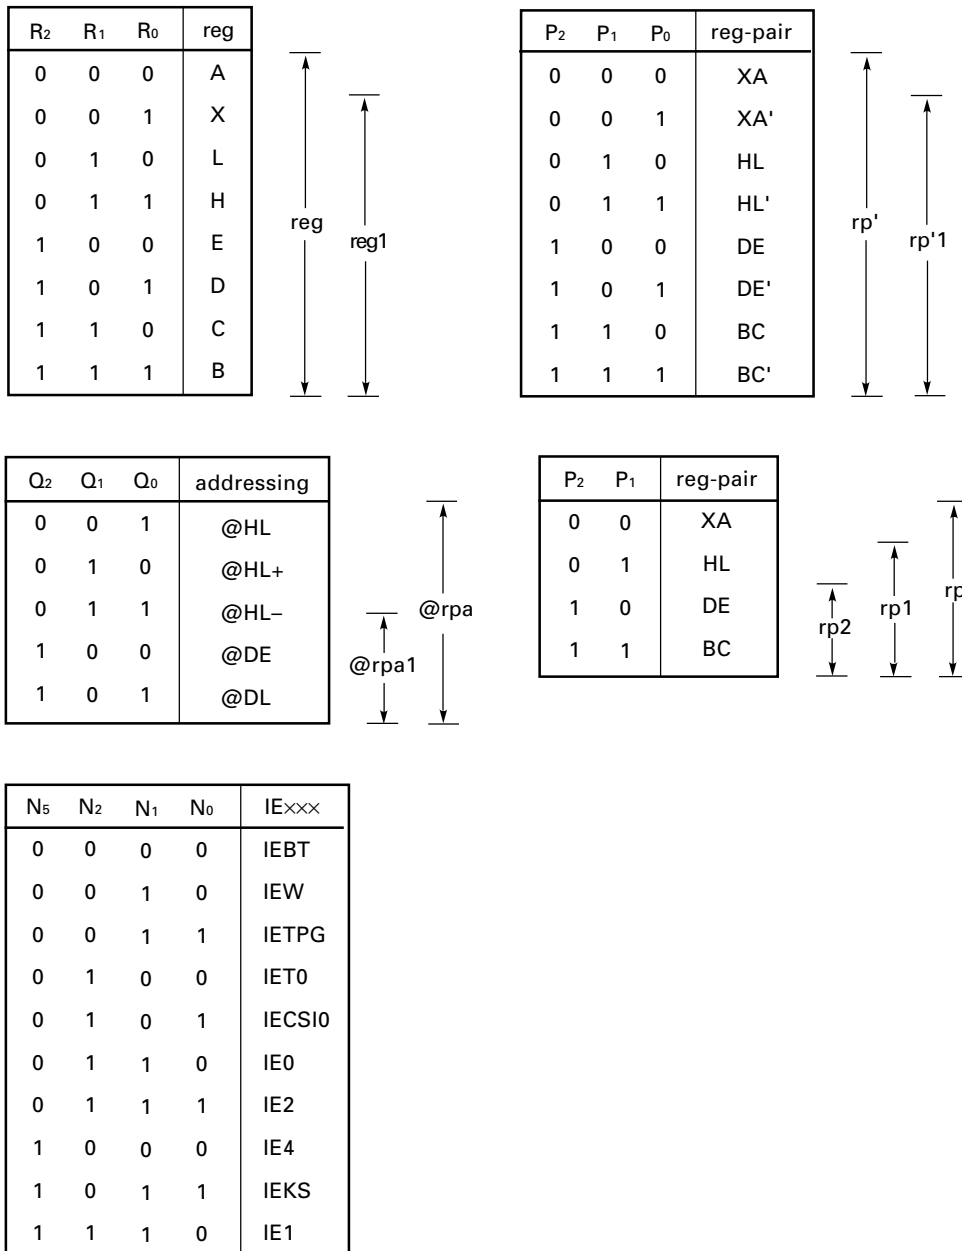 R2 R1 R0 reg
0 0 0 A
0 0 1 X
0 1 0 L
0 1 1 H
1 0 0 E
1 0 1 D
1 1 0 C
1 1 1 B
reg
reg1
P2 P1 P0 reg-pair
0 0 0 XA
0 0 1 XA'
0 1 0 HL
0 1 1 HL'
1 0 0 DE
1 0 1 DE'
1 1 0 BC
1 1 1 BC'
rp'
rp'1
Q2 Q1 Q0 addressing
0 0 1 @HL
0 1 0 @HL+
0 1 1 @HL–
1 0 0 @DE
1 0 1 @DL
@rpa1
@rpa
P2 P1 reg-pair
0 0 XA
0 1 HL
1 0 DE
1 1 BC
rp2
rp1
rp
N5 N2 N1 N0 IE×××
0 0 0 0 IEBT
0 0 1 0 IEW
0 0 1 1 IETPG
0 1 0 0 IET0
0 1 0 1 IECSI0
0 1 1 0 IE0
0 1 1 1 IE2
1 0 0 0 IE4
1 0 1 1 IEKS
1 1 1 0 IE1